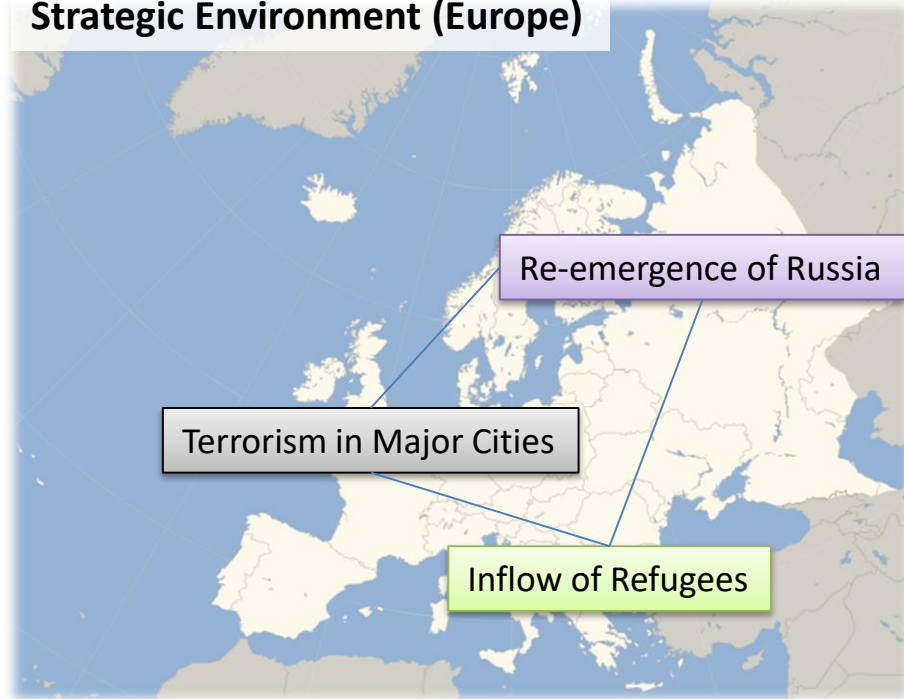 Strategic Environment (Europe)
Re-emergence of Russia
Terrorism in Major Cities
Inflow of Refugees